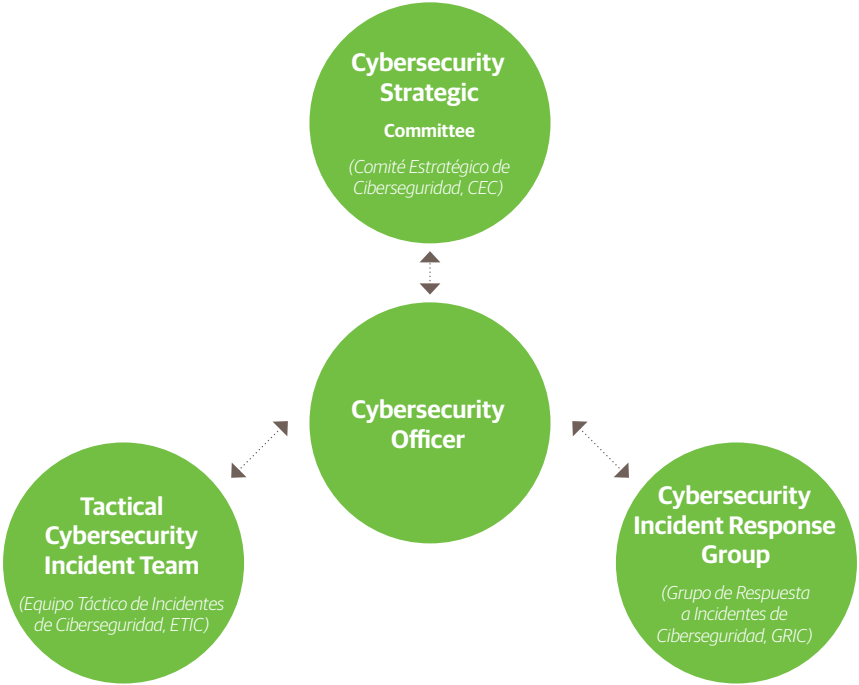 Cybersecurity
Strategic
Committee
(Comité Estratégico de
Ciberseguridad, CEC)
Cybersecurity
Officer
Tactical
Cybersecurity
Incident Team
(Equipo Táctico de Incidentes
de Ciberseguridad, ETIC)
Cybersecurity
Incident Response
Group
(Grupo de Respuesta
a Incidentes de
Ciberseguridad, GRIC)